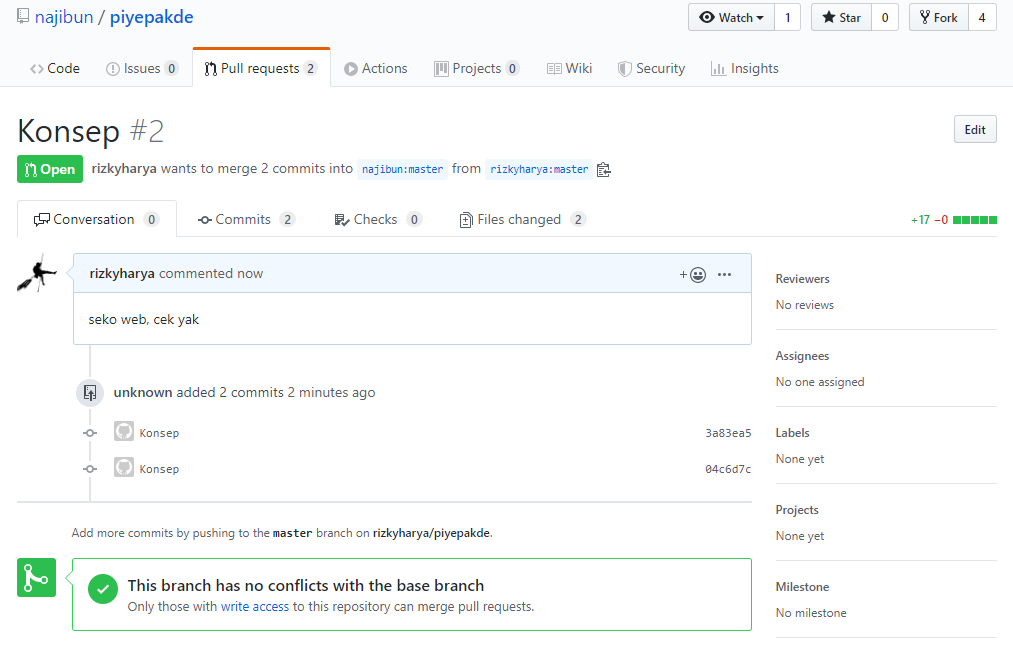 najibun / piyepakde
Watch 1 Star 0 Fork 4
Code Issues 0 Pull requests 2 Actions Projects 0 Wiki Security Insights
Konsep #2
Edit
Open rizkyharya wants to merge 2 commits into najibun:master from rizkyharya:master
Conversation 0 Commits 2 Checks 0 Files changed 2 +17 −0
rizkyharya commented now
seko web, cek yak
unknown added 2 commits 2 minutes ago
Konsep 3a83ea5
Konsep 04c6d7c
Add more commits by pushing to the master branch on rizkyharya/piyepakde.
This branch has no conflicts with the base branch
Only those with write access to this repository can merge pull requests.
Reviewers
No reviews
Assignees
No one assigned
Labels
None yet
Projects
None yet
Milestone
No milestone